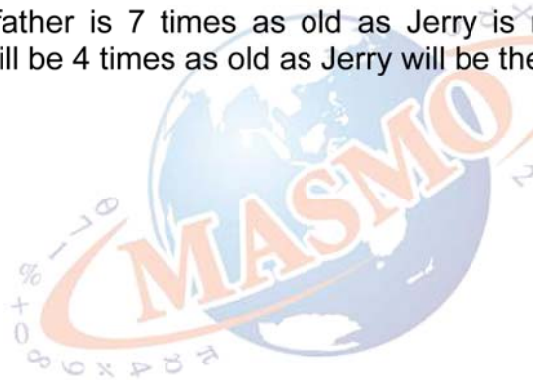 father is 7 times as old as Jerry is
ill be 4 times as old as Jerry will be
MASMO